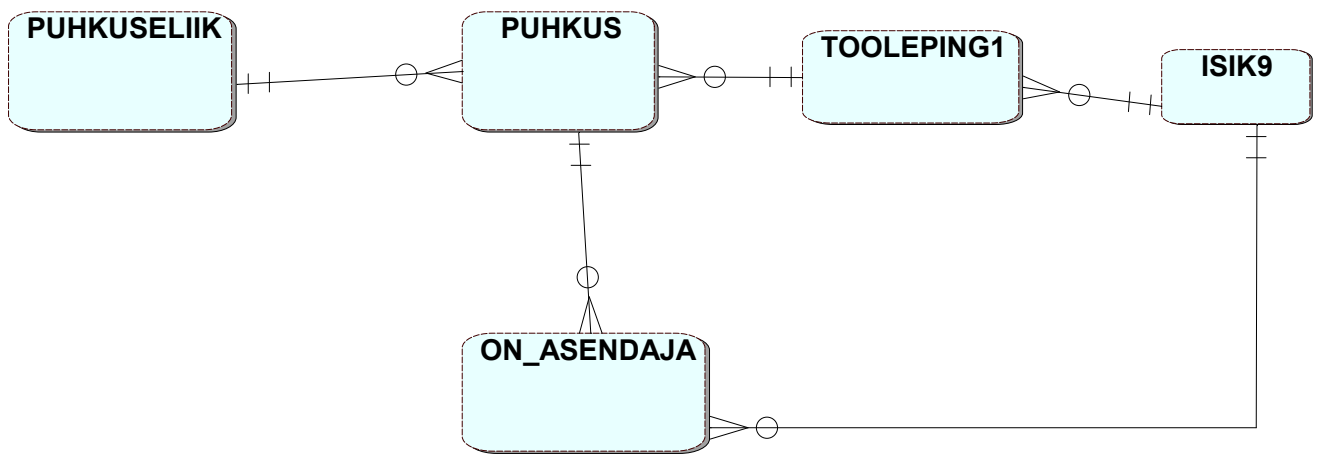 PUHKUSELIIK
PUHKUS
TOOLEPING1
ISIK9
ON_ASENDAJA